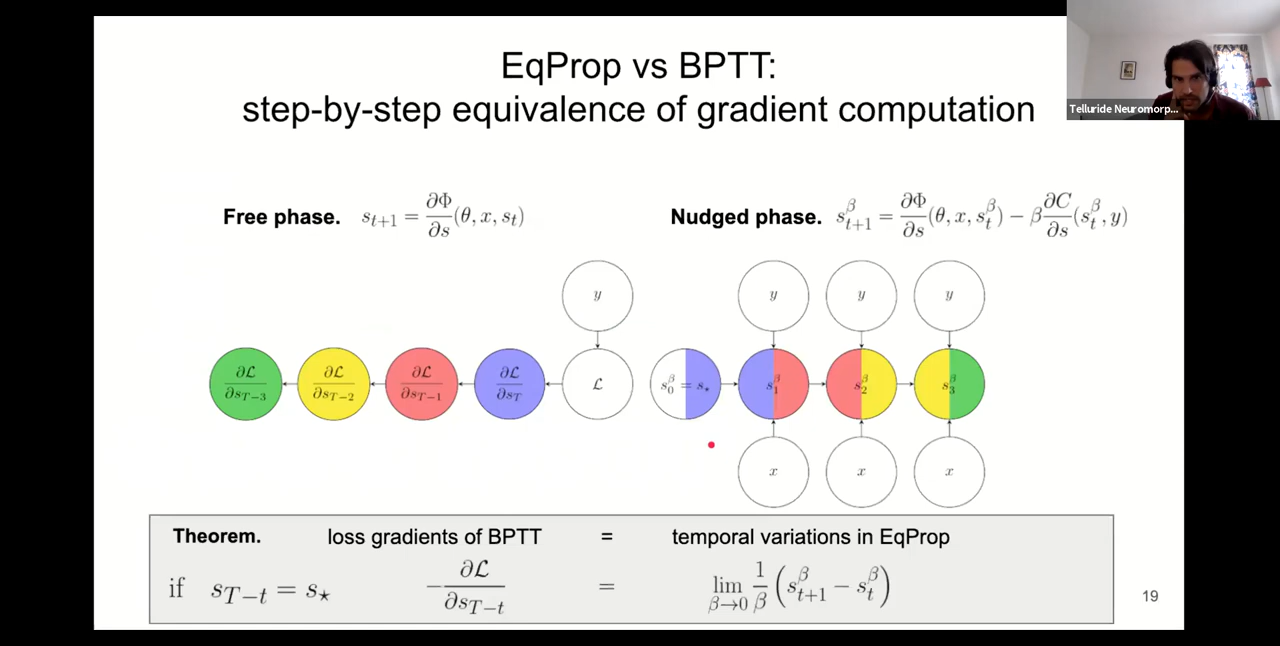 EqProp vs BPTT:
step-by-step equivalence of gradient computation
Telluride Neuromorp...
Free phase. s_{t+1} = ∂Φ/∂s (θ, x, s_t)
Nudged phase. s^β_{t+1} = ∂Φ/∂s (θ, x, s^β_t) − β ∂C/∂s (s^β_t, y)
y y y y
∂ℒ/∂s_{T−3} ∂ℒ/∂s_{T−2} ∂ℒ/∂s_{T−1} ∂ℒ/∂s_T ℒ s^β_0 = s_⋆ s^β_1 s^β_2 s^β_3
x x x
Theorem. loss gradients of BPTT = temporal variations in EqProp
if s_{T−t} = s_⋆ −∂ℒ/∂s_{T−t} = lim_{β→0} 1/β (s^β_{t+1} − s^β_t)
19